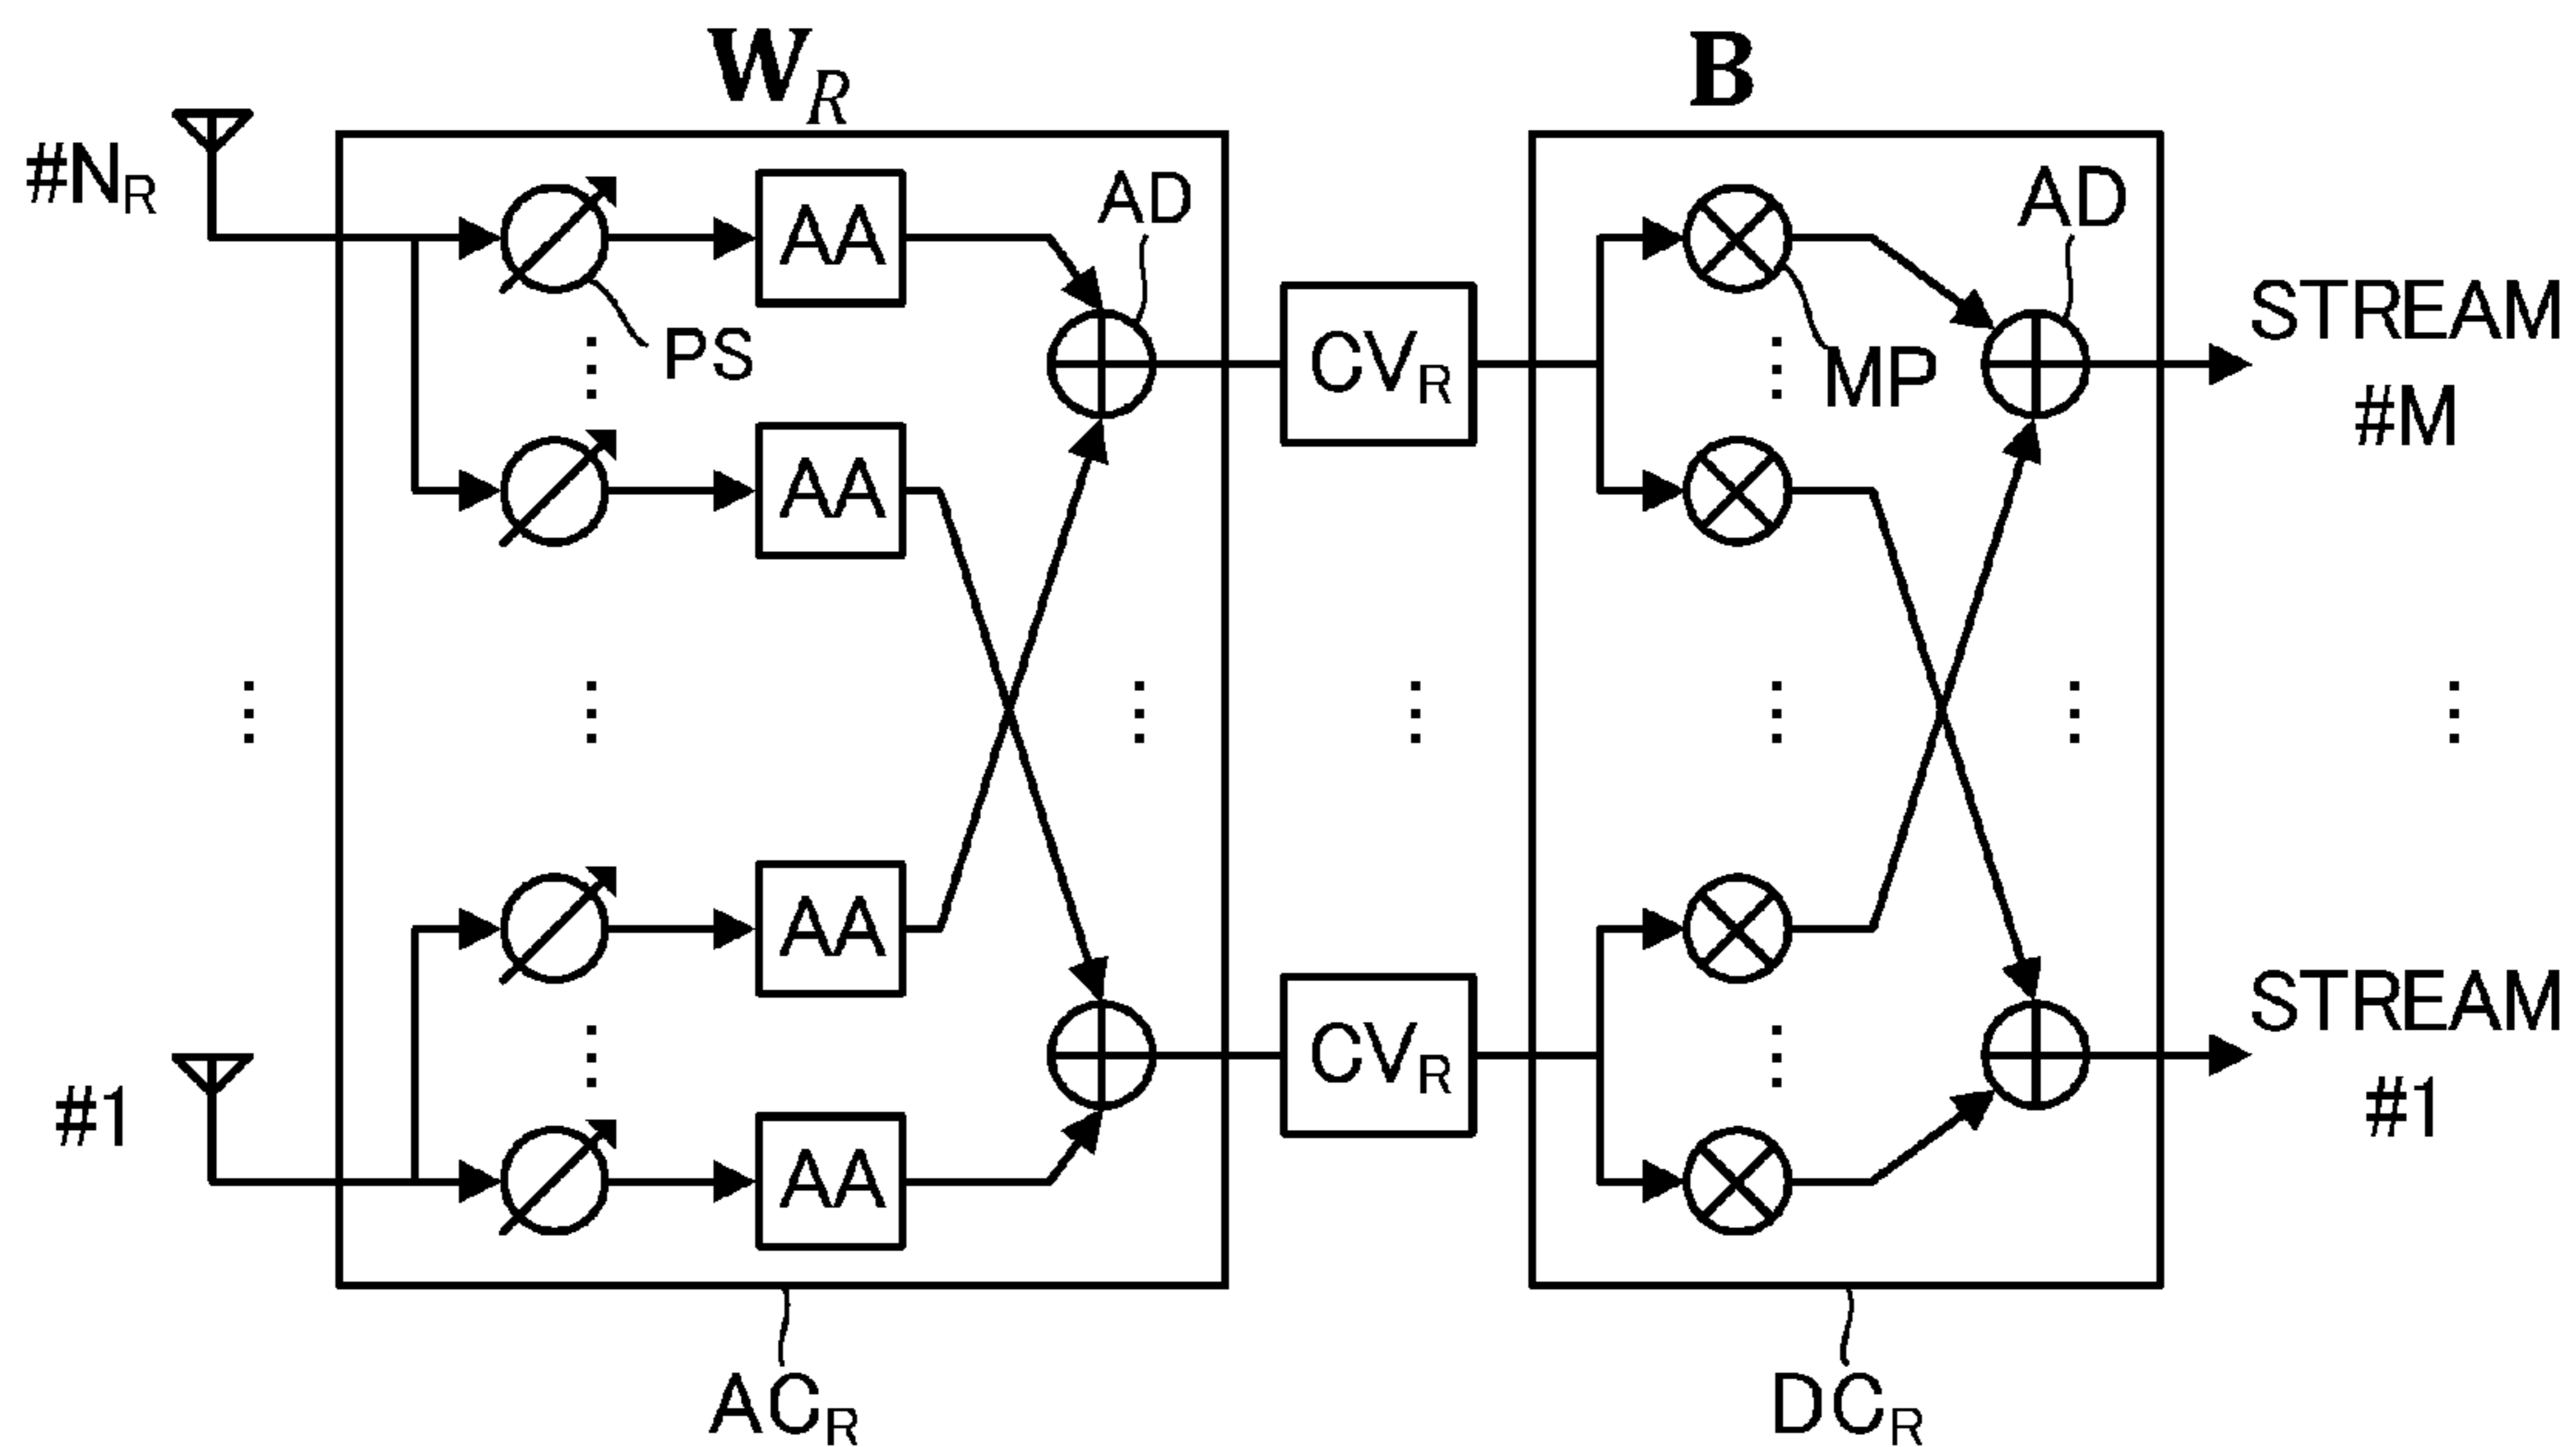 W_R
B
#N_R
AA
AD
AD
PS
CV_R
MP
STREAM
#M
AA
AA
#1
CV_R
STREAM
#1
AA
AC_R
DC_R